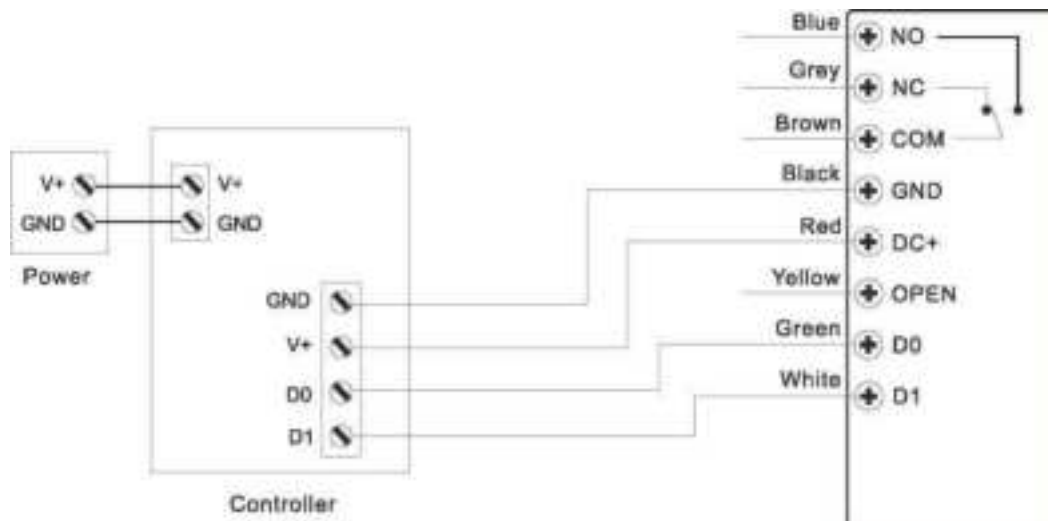 Blue
NO
Grey
NC
Brown
COM
Black
GND
Red
DC+
Yellow
OPEN
Green
D0
White
D1
V+
GND
Power
V+
GND
GND
V+
D0
D1
Controller